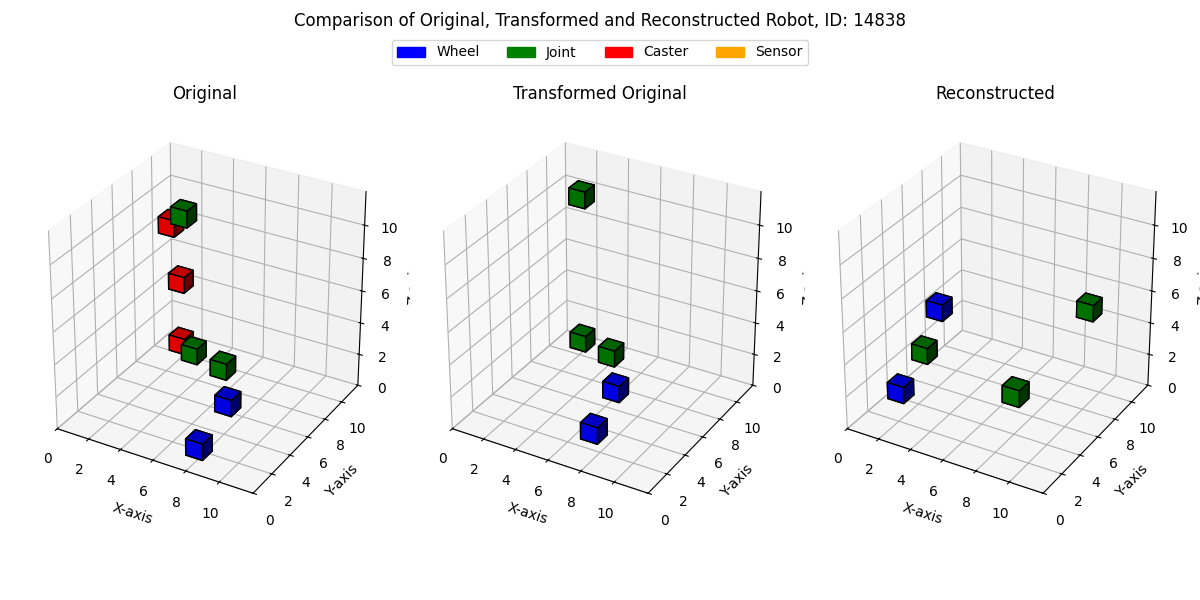 Comparison of Original, Transformed and Reconstructed Robot, ID: 14838
Wheel Joint Caster Sensor
Original
Transformed Original
Reconstructed
0 2 4 6 8 10
X-axis
0 2 4 6 8 10
Y-axis
0 2 4 6 8 10
0 2 4 6 8 10
X-axis
0 2 4 6 8 10
Y-axis
0 2 4 6 8 10
0 2 4 6 8 10
X-axis
0 2 4 6 8 10
Y-axis
0 2 4 6 8 10